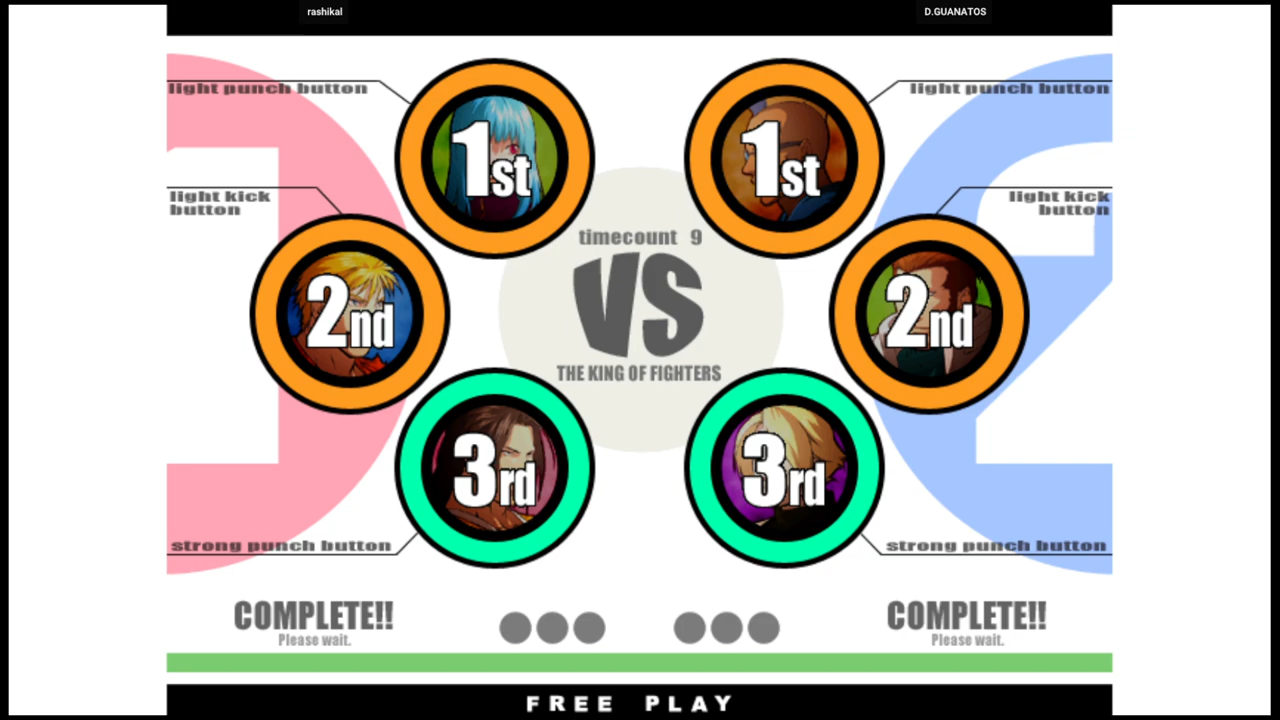 rashikal
D.GUANATOS
light punch button
light punch button
1st
1st
light kick
button
light kick
button
timecount 9
VS
THE KING OF FIGHTERS
2nd
2nd
3rd
3rd
strong punch button
strong punch button
COMPLETE!!
Please wait.
COMPLETE!!
Please wait.
FREE PLAY